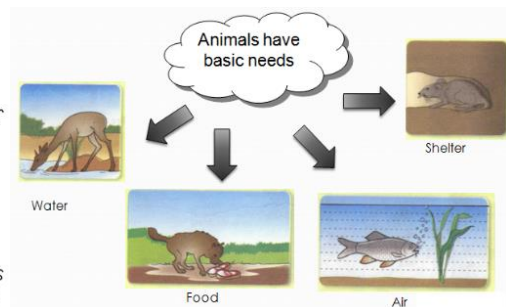 Animals have
basic needs
Shelter
Water
Food
Air